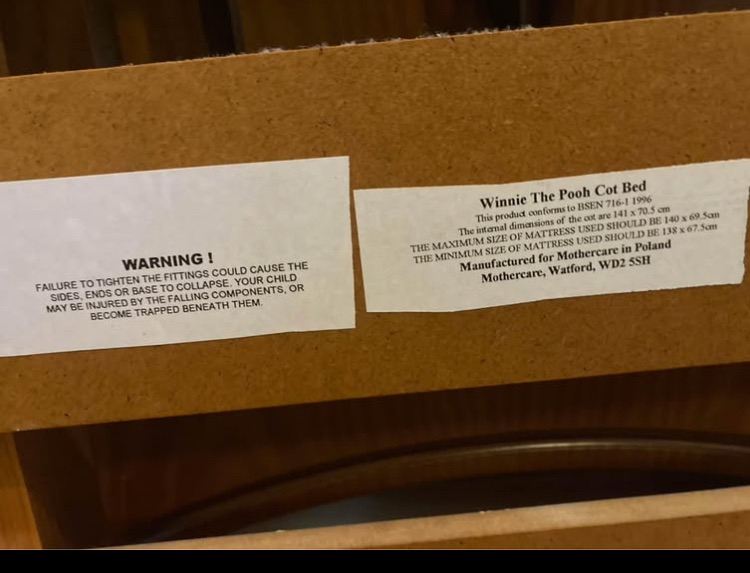 WARNING !
FAILURE TO TIGHTEN THE FITTINGS COULD CAUSE THE
SIDES, ENDS OR BASE TO COLLAPSE. YOUR CHILD
MAY BE INJURED BY THE FALLING COMPONENTS, OR
BECOME TRAPPED BENEATH THEM.
Winnie The Pooh Cot Bed
This product conforms to BSEN 716-1 1996
The internal dimensions of the cot are 141 x 70.5 cm
THE MAXIMUM SIZE OF MATTRESS USED SHOULD BE 140 x 69.5cm
THE MINIMUM SIZE OF MATTRESS USED SHOULD BE 138 x 67.5cm
Manufactured for Mothercare in Poland
Mothercare, Watford, WD2 5SH